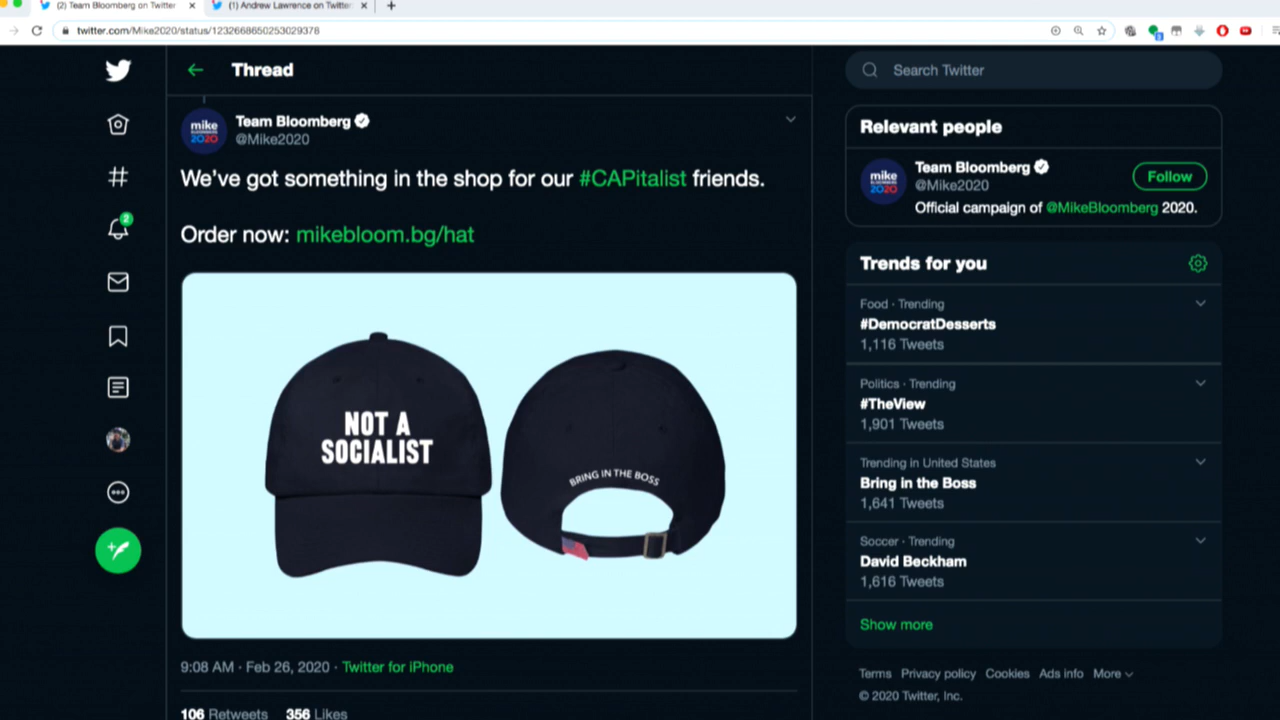 (2) Team Bloomberg on Twitter
(1) Andrew Lawrence on Twitter
twitter.com/Mike2020/status/1232668650253029378
Thread
Search Twitter
mike
2020
Team Bloomberg
@Mike2020
We've got something in the shop for our #CAPitalist friends.
Order now: mikebloom.bg/hat
NOT A
SOCIALIST
BRING IN THE BOSS
9:08 AM · Feb 26, 2020 · Twitter for iPhone
106 Retweets 356 Likes
2
Relevant people
mike
2020
Team Bloomberg
@Mike2020
Follow
Official campaign of @MikeBloomberg 2020.
Trends for you
Food · Trending
#DemocratDesserts
1,116 Tweets
Politics · Trending
#TheView
1,901 Tweets
Trending in United States
Bring in the Boss
1,641 Tweets
Soccer · Trending
David Beckham
1,616 Tweets
Show more
Terms Privacy policy Cookies Ads info More
© 2020 Twitter, Inc.